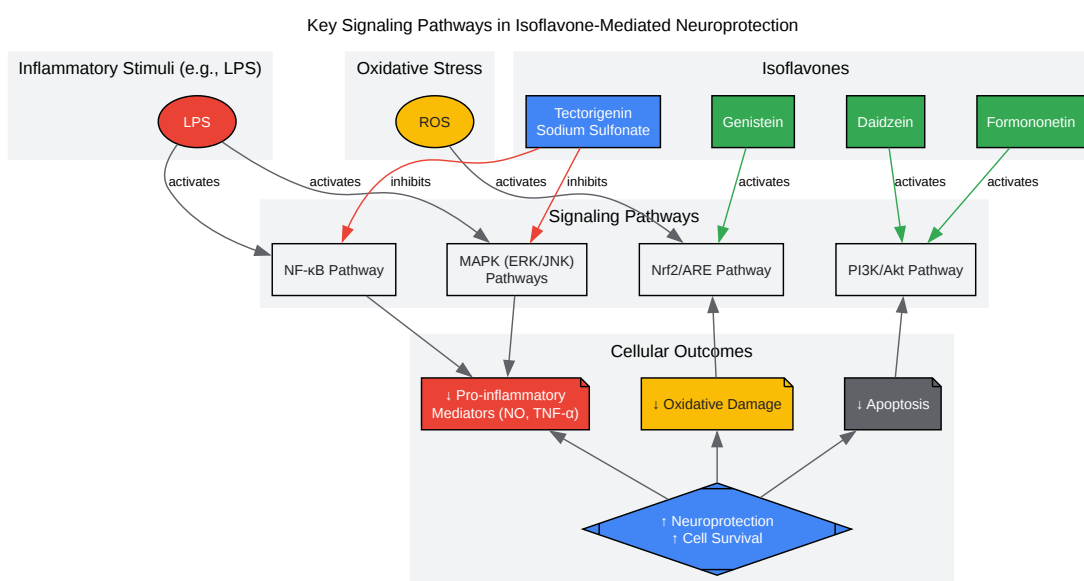 Key Signaling Pathways in Isoflavone-Mediated Neuroprotection
Inflammatory Stimuli (e.g., LPS)
Oxidative Stress
Isoflavones
LPS
ROS
Tectorigenin
Sodium Sulfonate
Genistein
Daidzein
Formononetin
activates
activates
inhibits
activates
inhibits
activates
activates
activates
Signaling Pathways
NF-κB Pathway
MAPK (ERK/JNK)
Pathways
Nrf2/ARE Pathway
PI3K/Akt Pathway
Cellular Outcomes
↓ Pro-inflammatory
Mediators (NO, TNF-α)
↓ Oxidative Damage
↓ Apoptosis
↑ Neuroprotection
↑ Cell Survival